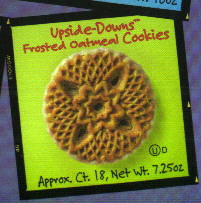 Upside-Downs™
Frosted Oatmeal Cookies
U D
Approx. Ct. 18, Net Wt. 7.25oz